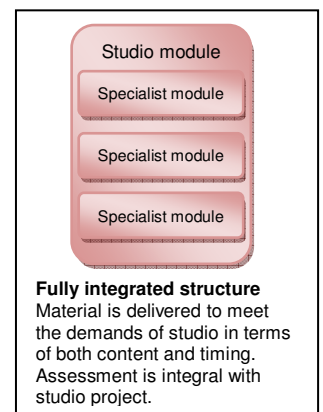 Studio module
Specialist module
Specialist module
Specialist module
Fully integrated structure
Material is delivered to meet
the demands of studio in terms
of both content and timing.
Assessment is integral with
studio project.